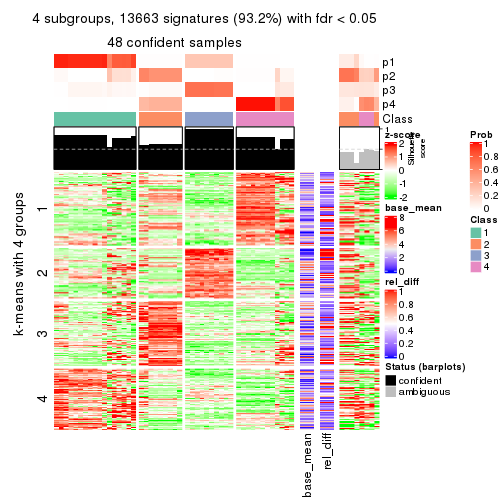 4 subgroups, 13663 signatures (93.2%) with fdr < 0.05
48 confident samples
p1
p2
p3
p4
Class
1
Silhouette
score
k-means with 4 groups
1
2
3
4
base_mean
rel_diff
z-score
2
1
0
-1
-2
base_mean
8
6
4
2
0
rel_diff
1
0.8
0.6
0.4
0.2
0
Status (barplots)
confident
ambiguous
Prob
1
0.8
0.6
0.4
0.2
0
Class
1
2
3
4